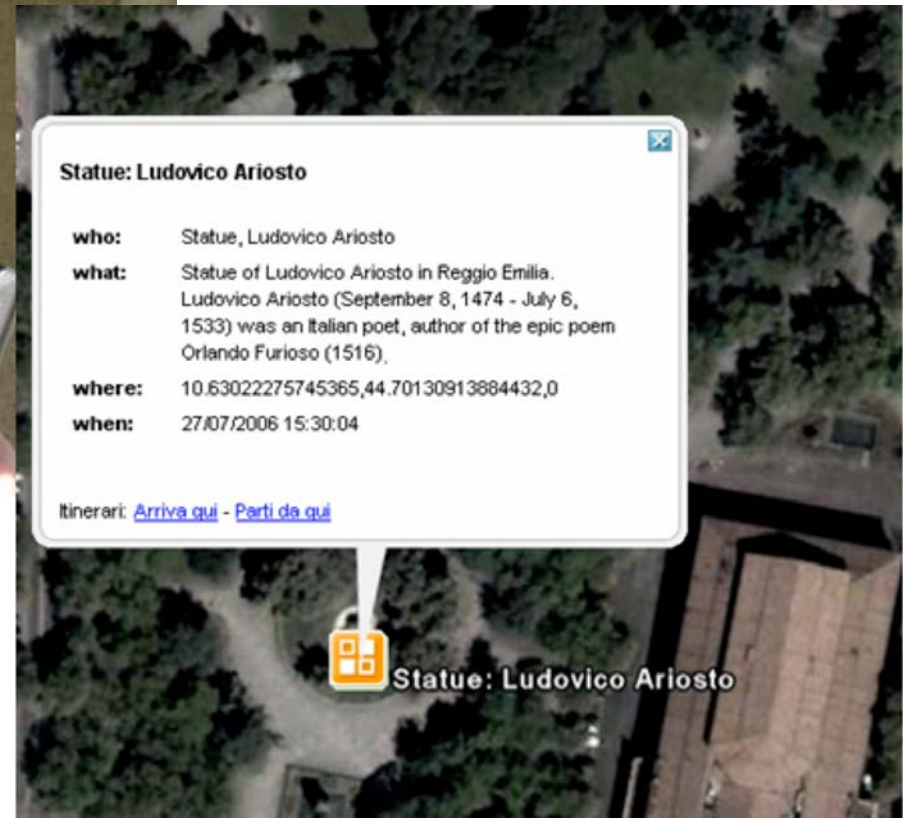 Statue: Ludovico Ariosto
who: Statue, Ludovico Ariosto
what: Statue of Ludovico Ariosto in Reggio Emilia.
Ludovico Ariosto (September 8, 1474 - July 6,
1533) was an Italian poet, author of the epic poem
Orlando Furioso (1516).
where: 10.63022275745365,44.70130913884432,0
when: 27/07/2006 15:30:04
Itinerari: Arriva qui - Parti da qui
Statue: Ludovico Ariosto